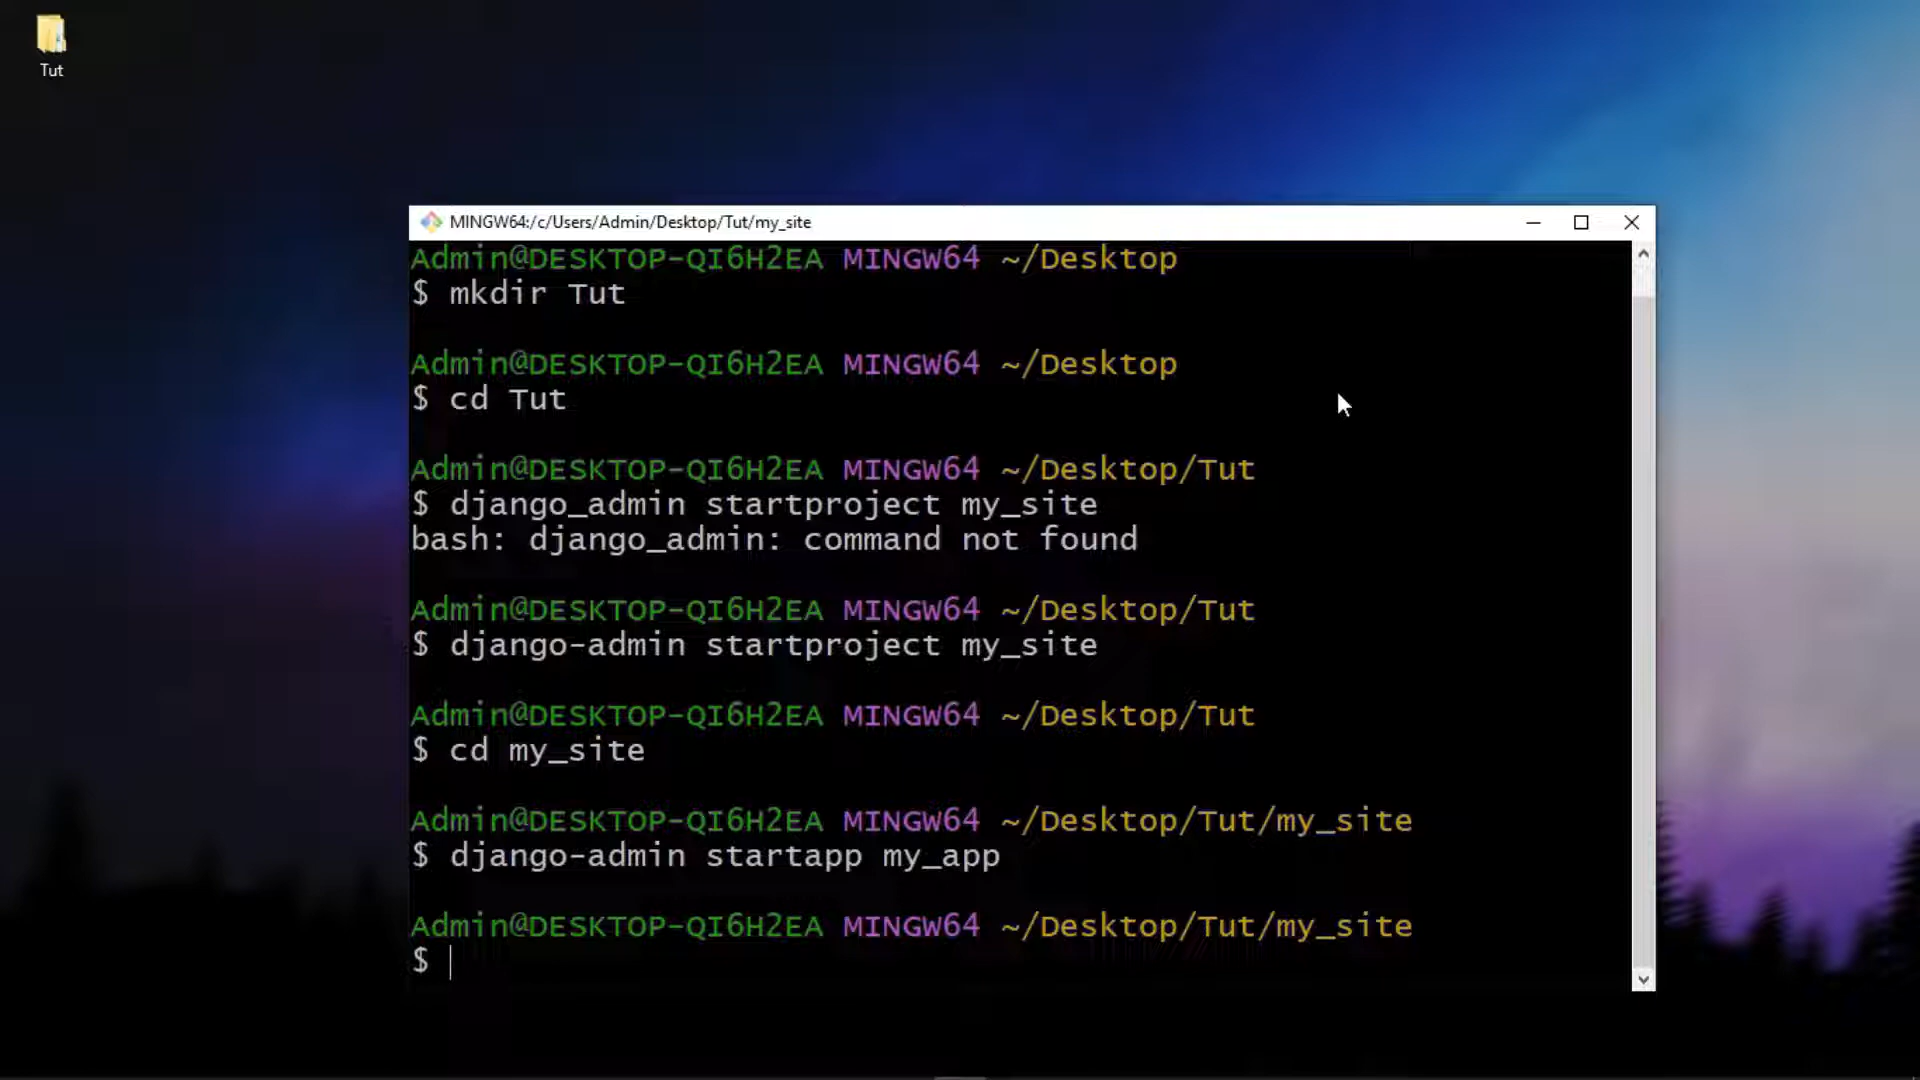 Tut
MINGW64:/c/Users/Admin/Desktop/Tut/my_site
Admin@DESKTOP-QI6H2EA MINGW64 ~/Desktop
$ mkdir Tut
Admin@DESKTOP-QI6H2EA MINGW64 ~/Desktop
$ cd Tut
Admin@DESKTOP-QI6H2EA MINGW64 ~/Desktop/Tut
$ django_admin startproject my_site
bash: django_admin: command not found
Admin@DESKTOP-QI6H2EA MINGW64 ~/Desktop/Tut
$ django-admin startproject my_site
Admin@DESKTOP-QI6H2EA MINGW64 ~/Desktop/Tut
$ cd my_site
Admin@DESKTOP-QI6H2EA MINGW64 ~/Desktop/Tut/my_site
$ django-admin startapp my_app
Admin@DESKTOP-QI6H2EA MINGW64 ~/Desktop/Tut/my_site
$